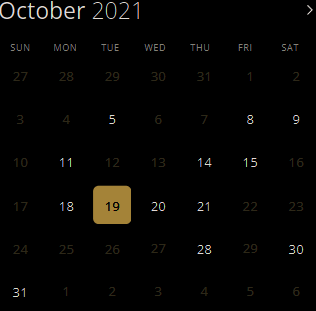 October 2021
SUN MON TUE WED THU FRI SAT
27 28 29 30 31 1 2
3 4 5 6 7 8 9
10 11 12 13 14 15 16
17 18 19 20 21 22 23
24 25 26 27 28 29 30
31 1 2 3 4 5 6